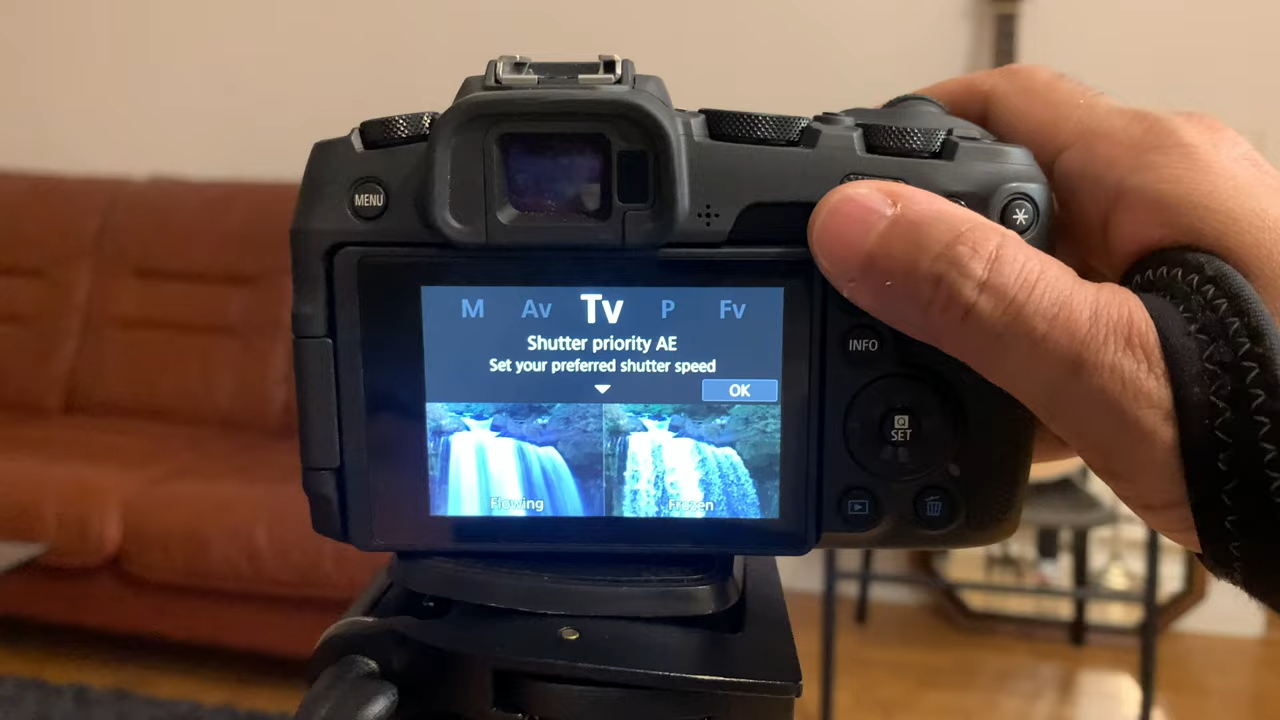 MENU
M Av Tv P Fv
Shutter priority AE
Set your preferred shutter speed
OK
Flowing
Frozen
INFO
Q
SET